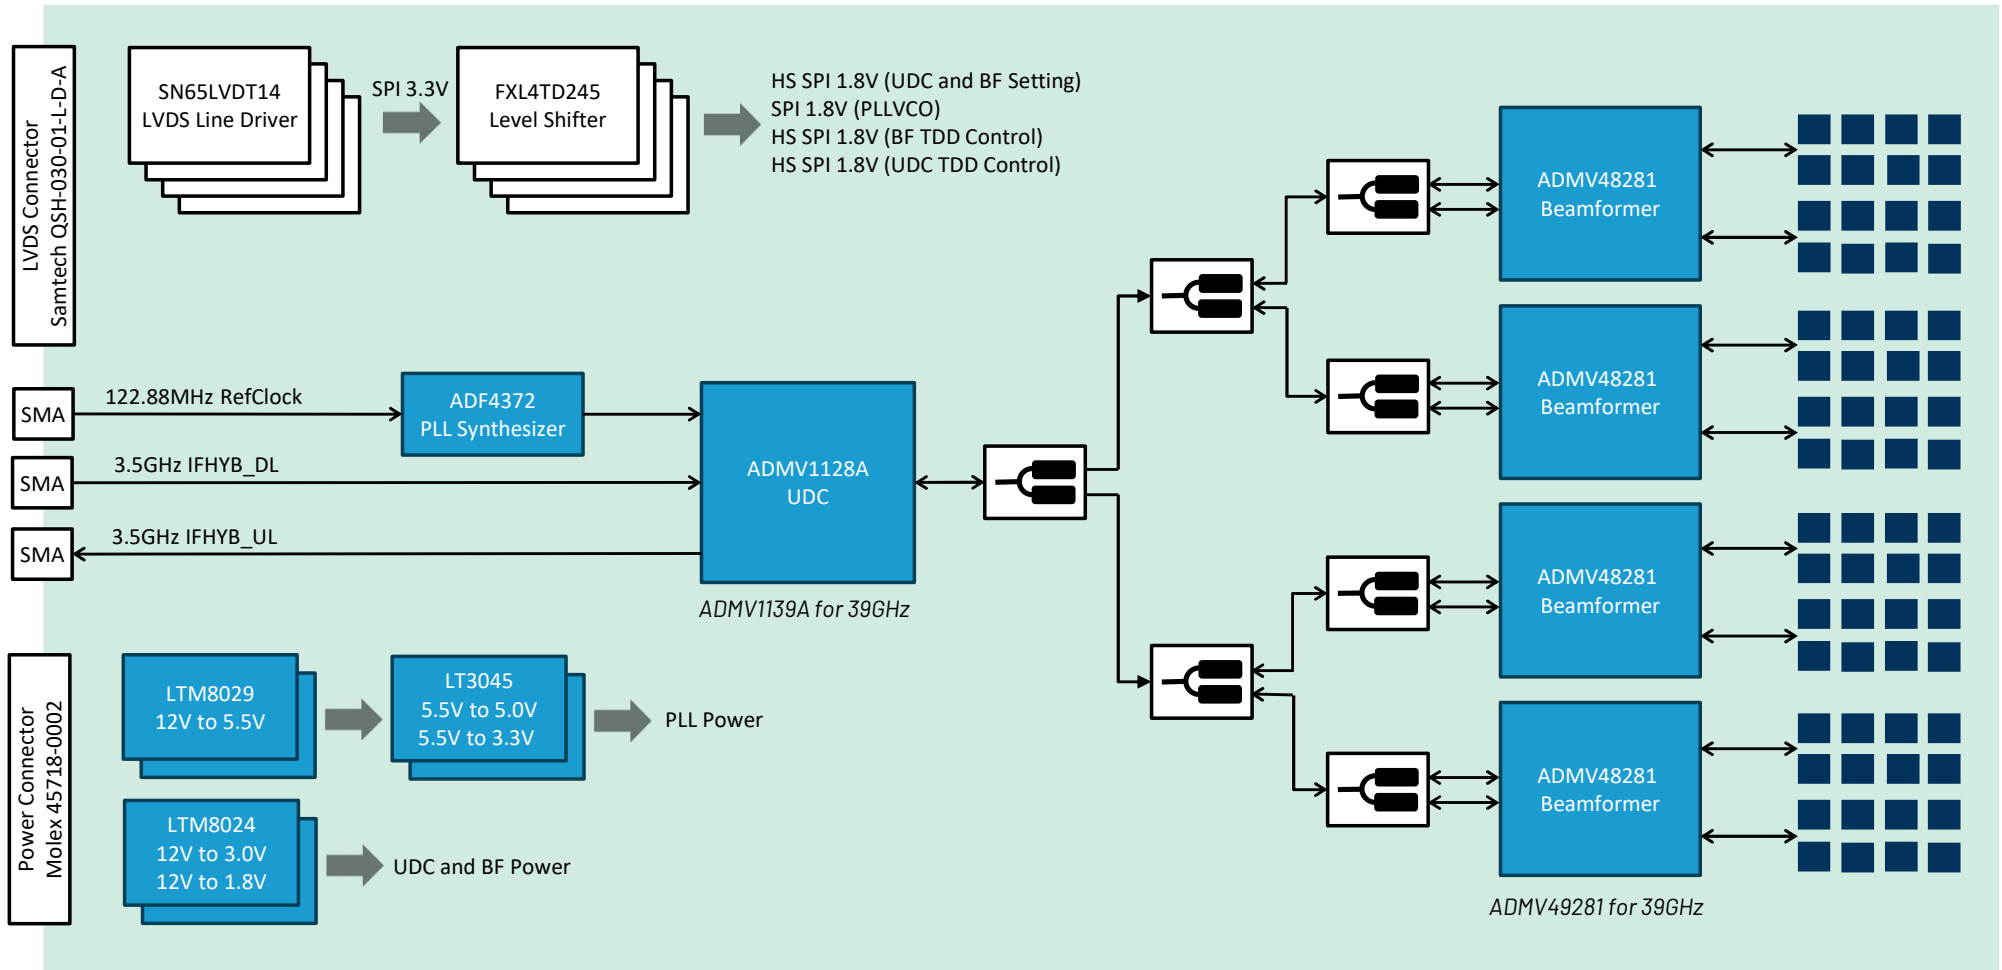 LVDS Connector
Samtech QSH-030-01-L-D-A
SN65LVDT14
LVDS Line Driver
SPI 3.3V
FXL4TD245
Level Shifter
HS SPI 1.8V (UDC and BF Setting)
SPI 1.8V (PLLVCO)
HS SPI 1.8V (BF TDD Control)
HS SPI 1.8V (UDC TDD Control)
SMA
122.88MHz RefClock
ADF4372
PLL Synthesizer
SMA
3.5GHz IFHYB_DL
SMA
3.5GHz IFHYB_UL
ADMV1128A
UDC
ADMV1139A for 39GHz
ADMV48281
Beamformer
ADMV48281
Beamformer
ADMV48281
Beamformer
ADMV48281
Beamformer
ADMV49281 for 39GHz
Power Connector
Molex 45718-0002
LTM8029
12V to 5.5V
LT3045
5.5V to 5.0V
5.5V to 3.3V
PLL Power
LTM8024
12V to 3.0V
12V to 1.8V
UDC and BF Power